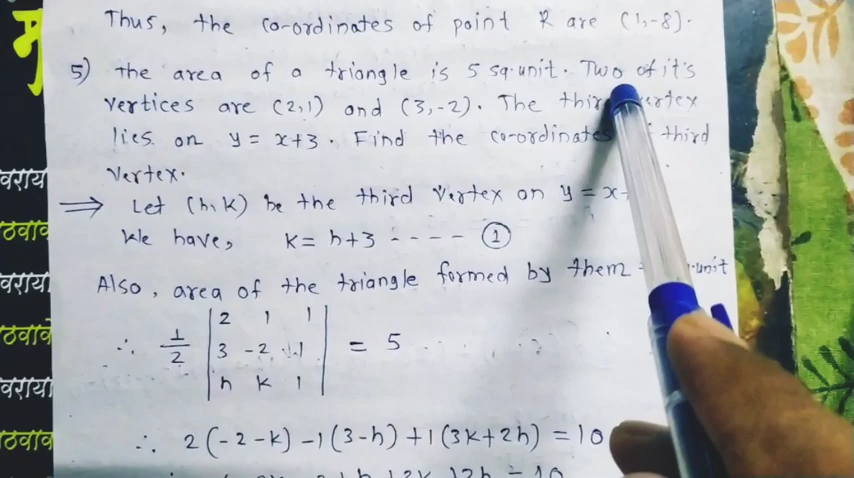 Thus, the co-ordinates of point R are (1,-8).
5) the area of a triangle is 5 sq.unit. Two of it's
vertices are (2,1) and (3,-2). The
lies on y = x+3. Find the third
vertex.
⇒ Let (h,k) be the third vertex on y =
We have, k = h+3 ---- ①
Also, area of the triangle formed by them
∴ 1/2 | 2 1 1 |
| 3 -2 1 | = 5
| h k 1 |
∴ 2(-2-k) -1(3-h) +1(3k+2h) = 10
वराय
ठवाव
वराय
ठवावे
वराय
ठवाव